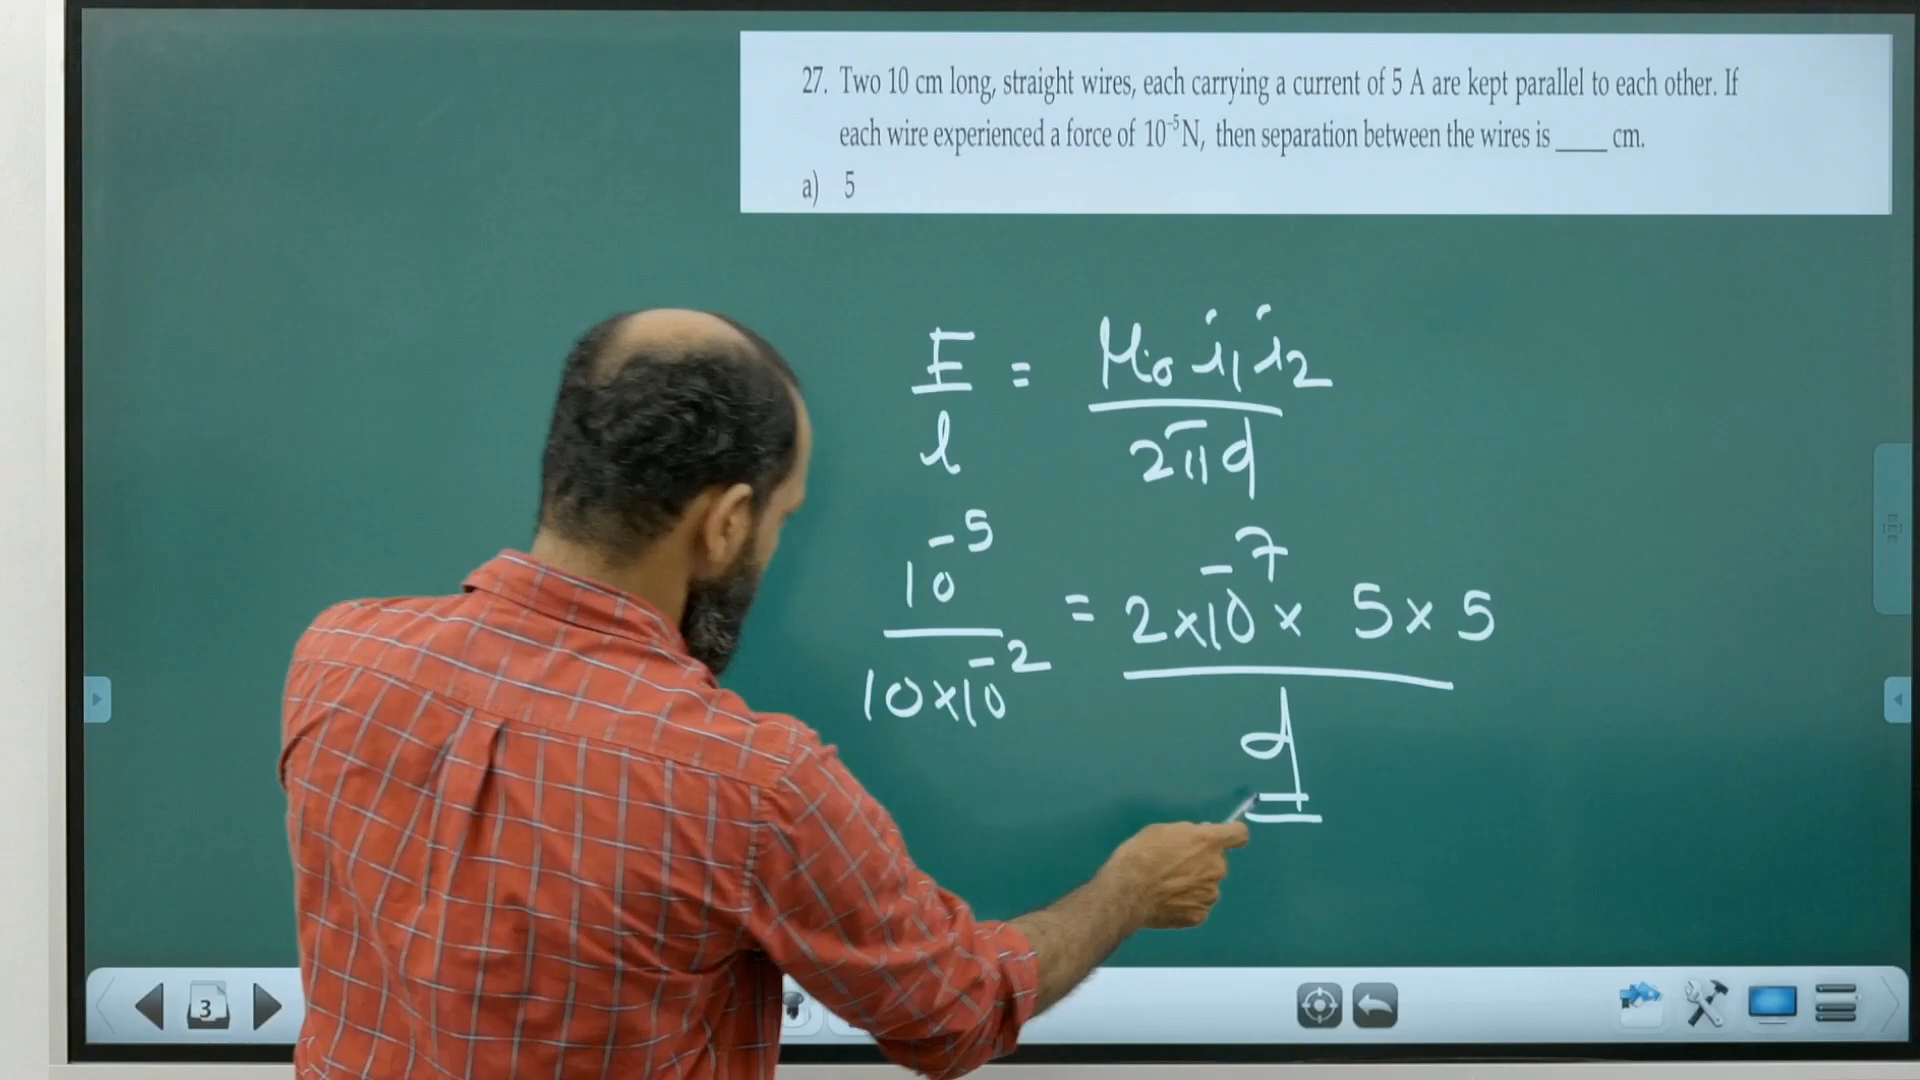 27. Two 10 cm long, straight wires, each carrying a current of 5 A are kept parallel to each other. If
each wire experienced a force of 10⁻⁵N, then separation between the wires is ____ cm.
a) 5
F/l = μ₀ i₁ i₂ / 2πd
10⁻⁵ / 10×10⁻² = 2×10⁻⁷ × 5×5 / d
3